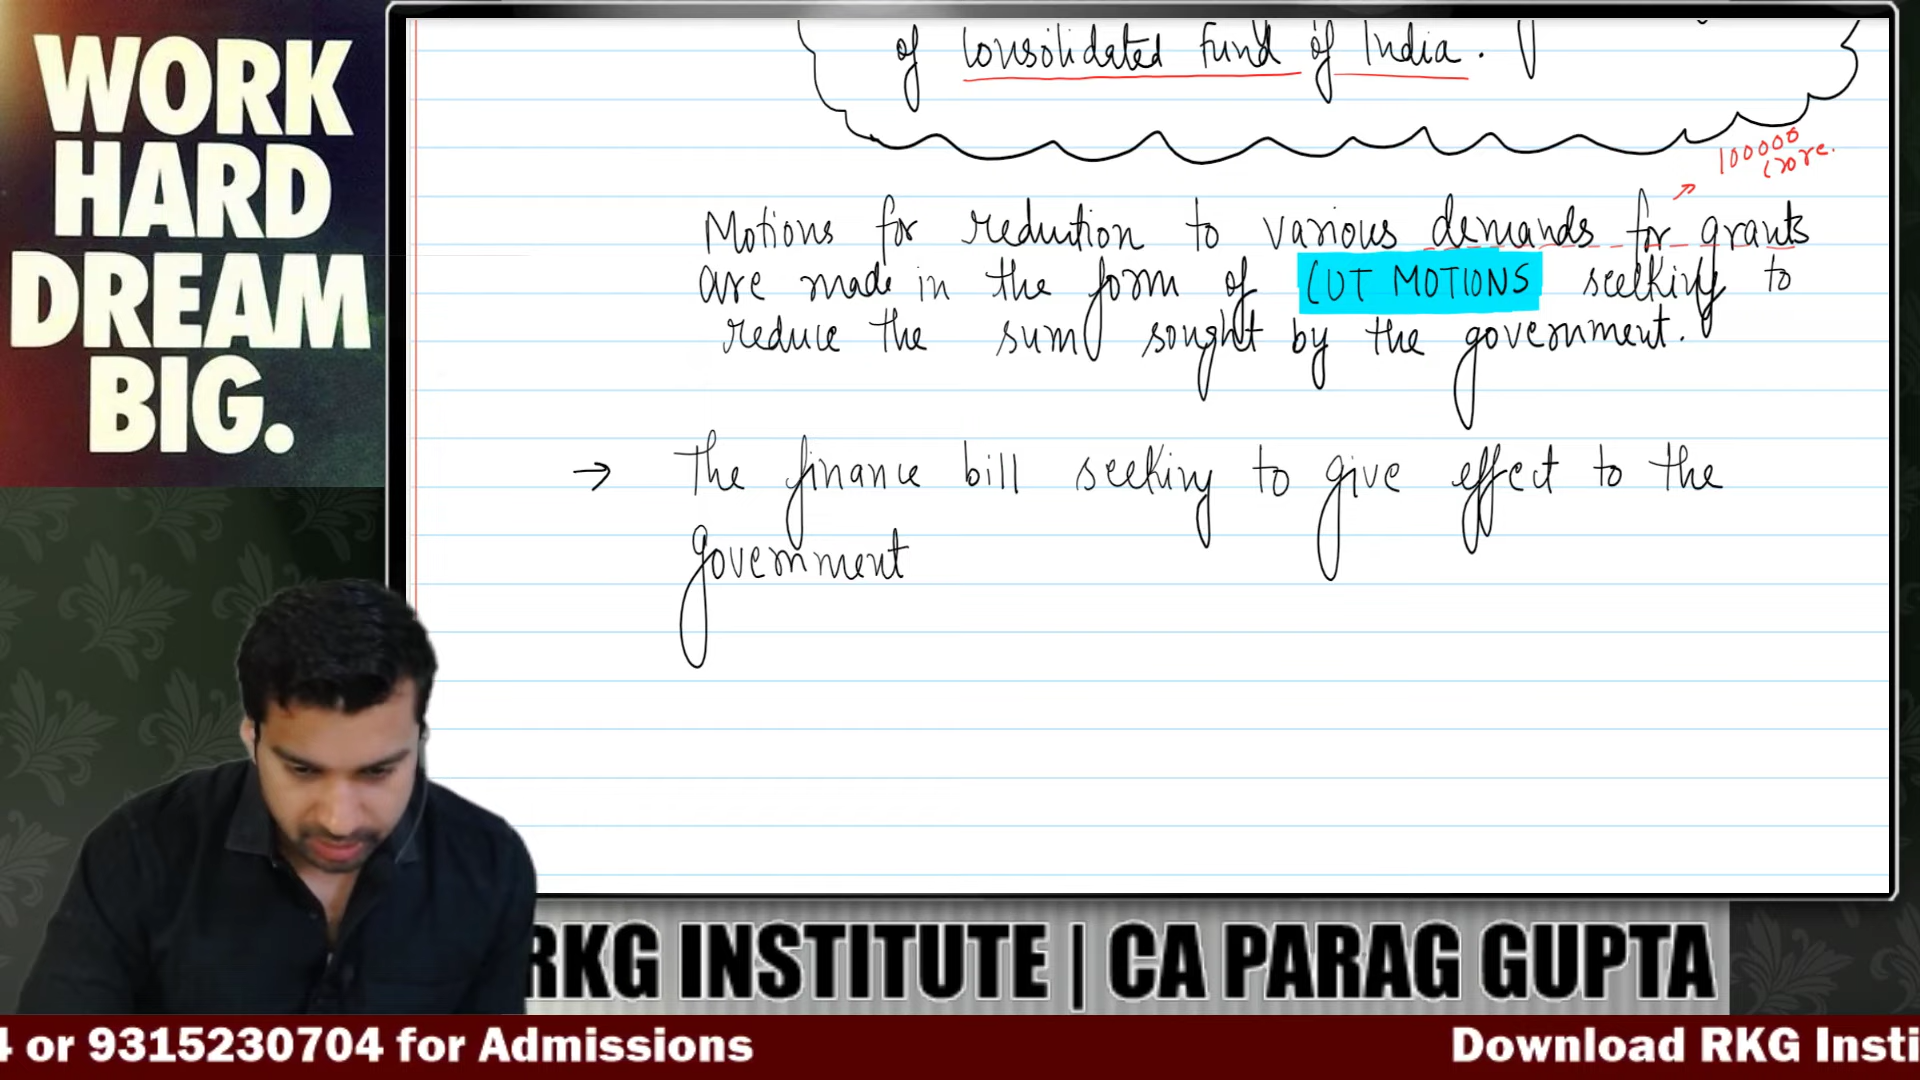 WORK
HARD
DREAM
BIG.
of Consolidated Fund of India.
100000
crore.
Motions for reduction to various demands for grants
are made in the form of CUT MOTIONS seeking to
reduce the sum sought by the government.
→ The finance bill seeking to give effect to the
government
RKG INSTITUTE | CA PARAG GUPTA
4 or 9315230704 for Admissions
Download RKG Insti